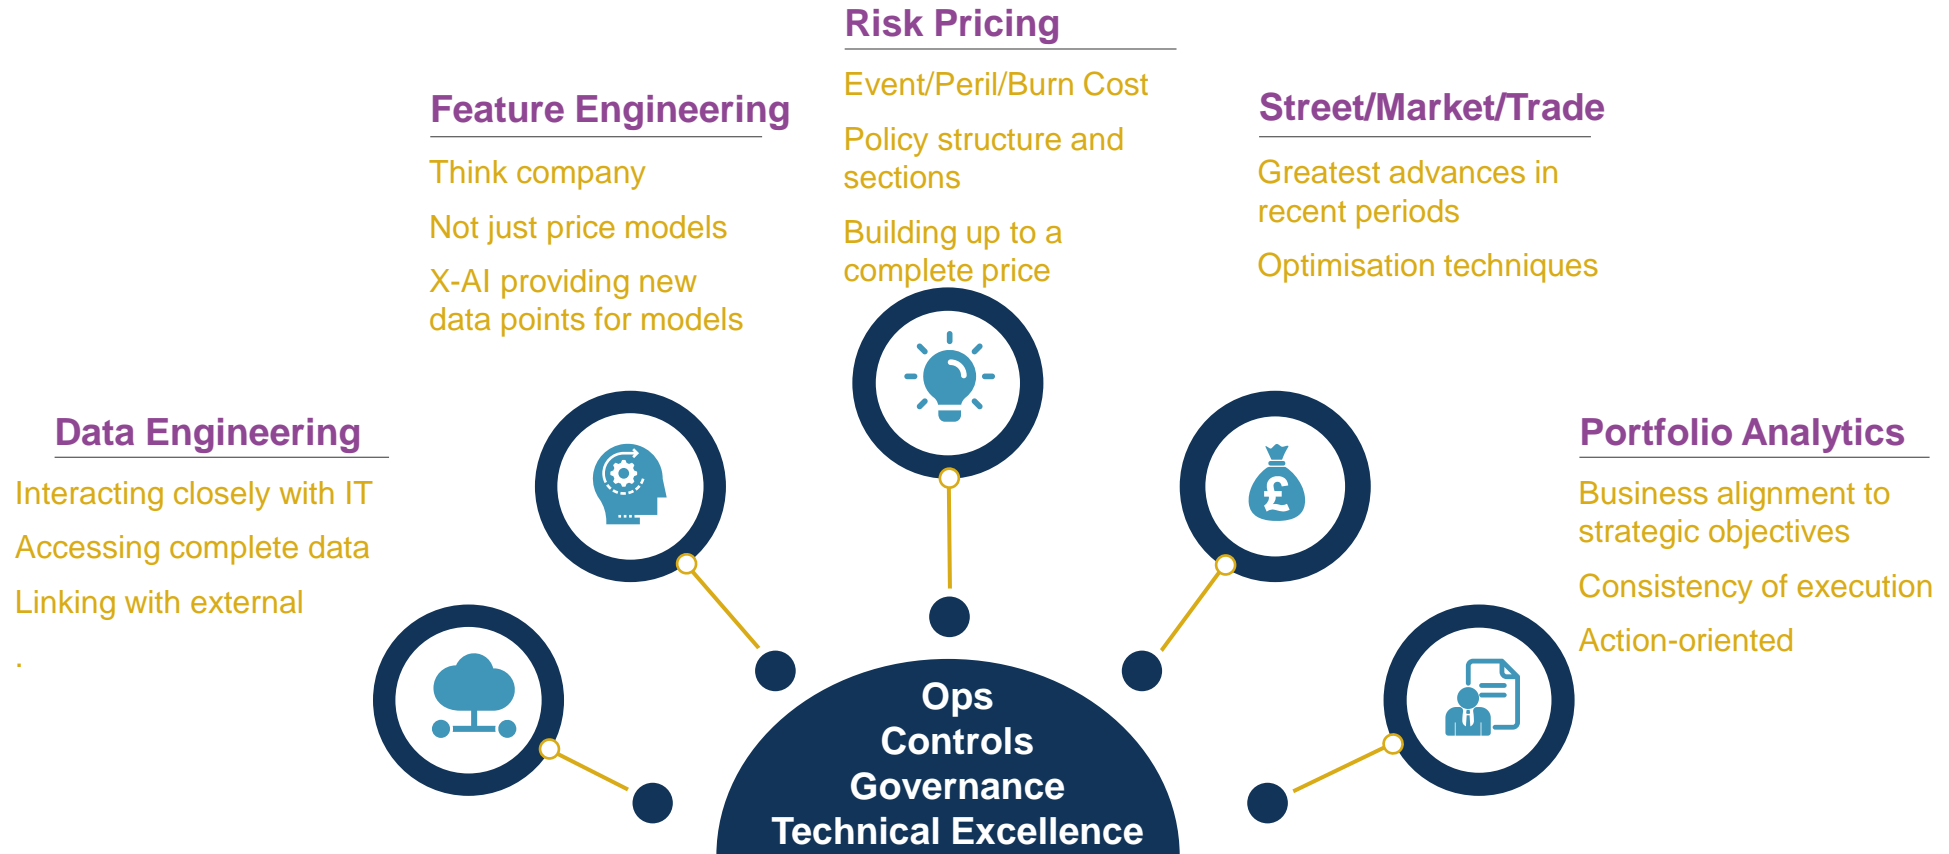 Risk Pricing
Event/Peril/Burn Cost
Policy structure and
sections
Building up to a
complete price
Feature Engineering
Think company
Not just price models
X-AI providing new
data points for models
Street/Market/Trade
Greatest advances in
recent periods
Optimisation techniques
Data Engineering
Interacting closely with IT
Accessing complete data
Linking with external
.
Portfolio Analytics
Business alignment to
strategic objectives
Consistency of execution
Action-oriented
£
Ops
Controls
Governance
Technical Excellence